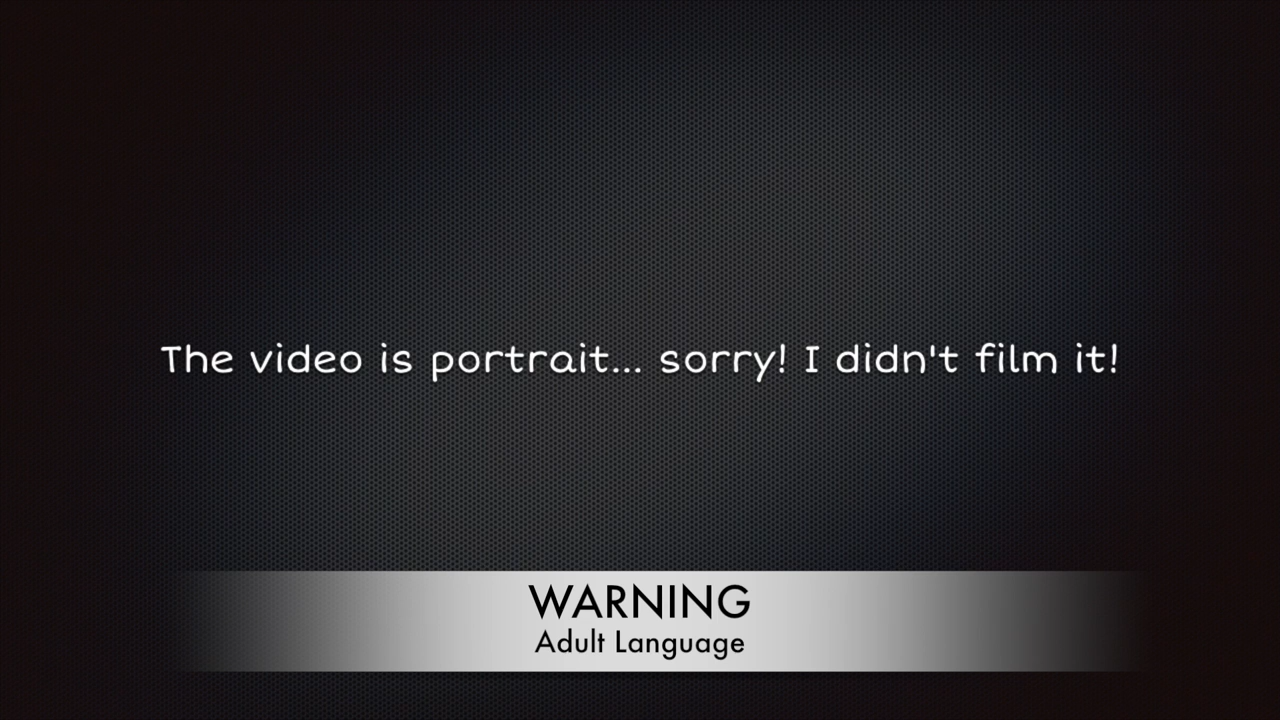 The video is portrait... sorry! I didn't film it!
WARNING
Adult Language